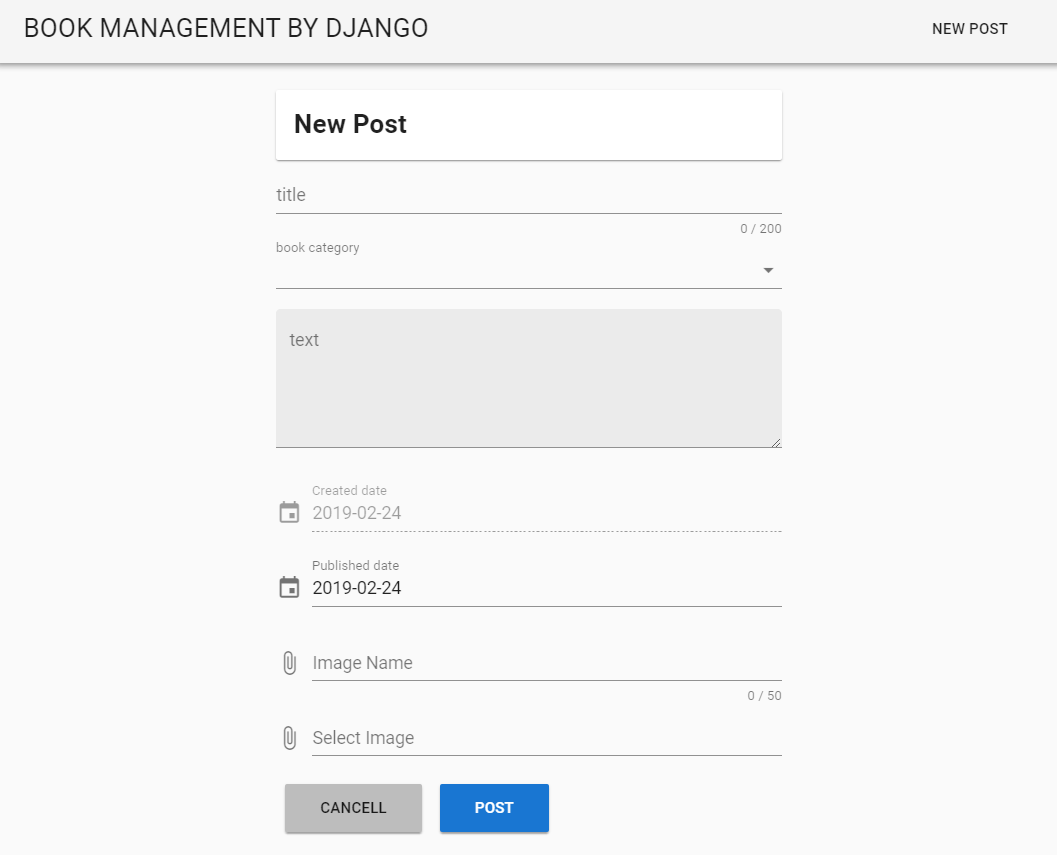 BOOK MANAGEMENT BY DJANGO
NEW POST
New Post
title
0 / 200
book category
text
Created date
2019-02-24
Published date
2019-02-24
Image Name
0 / 50
Select Image
CANCELL
POST